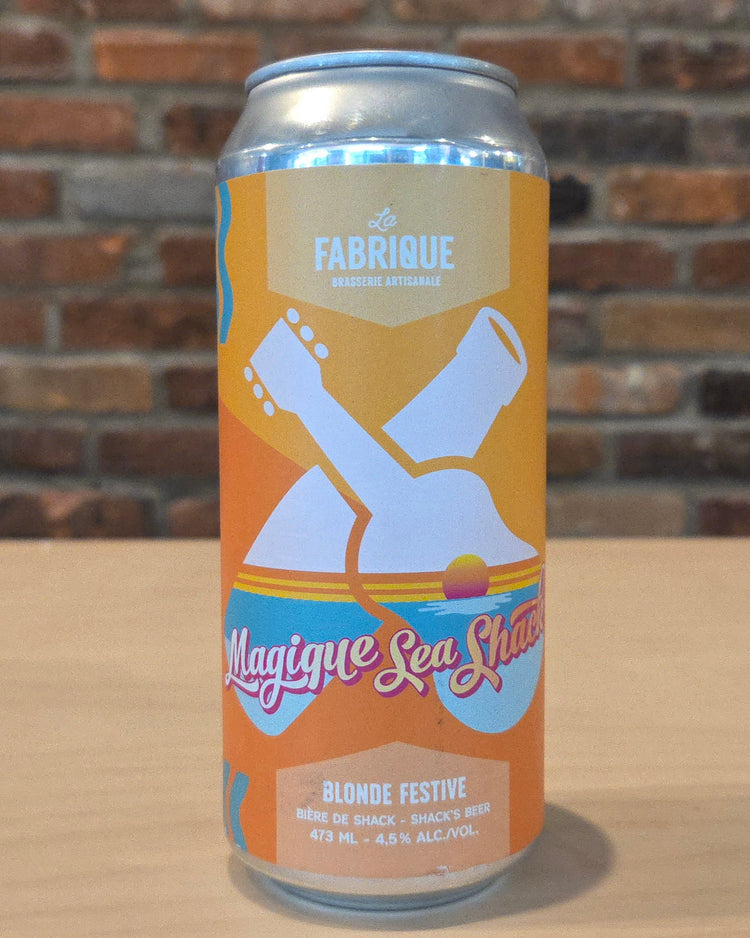 La
FABRIQUE
BRASSERIE ARTISANALE
Magique Sea Shack
BLONDE FESTIVE
BIÈRE DE SHACK - SHACK'S BEER
473 ML - 4,5% ALC./VOL.